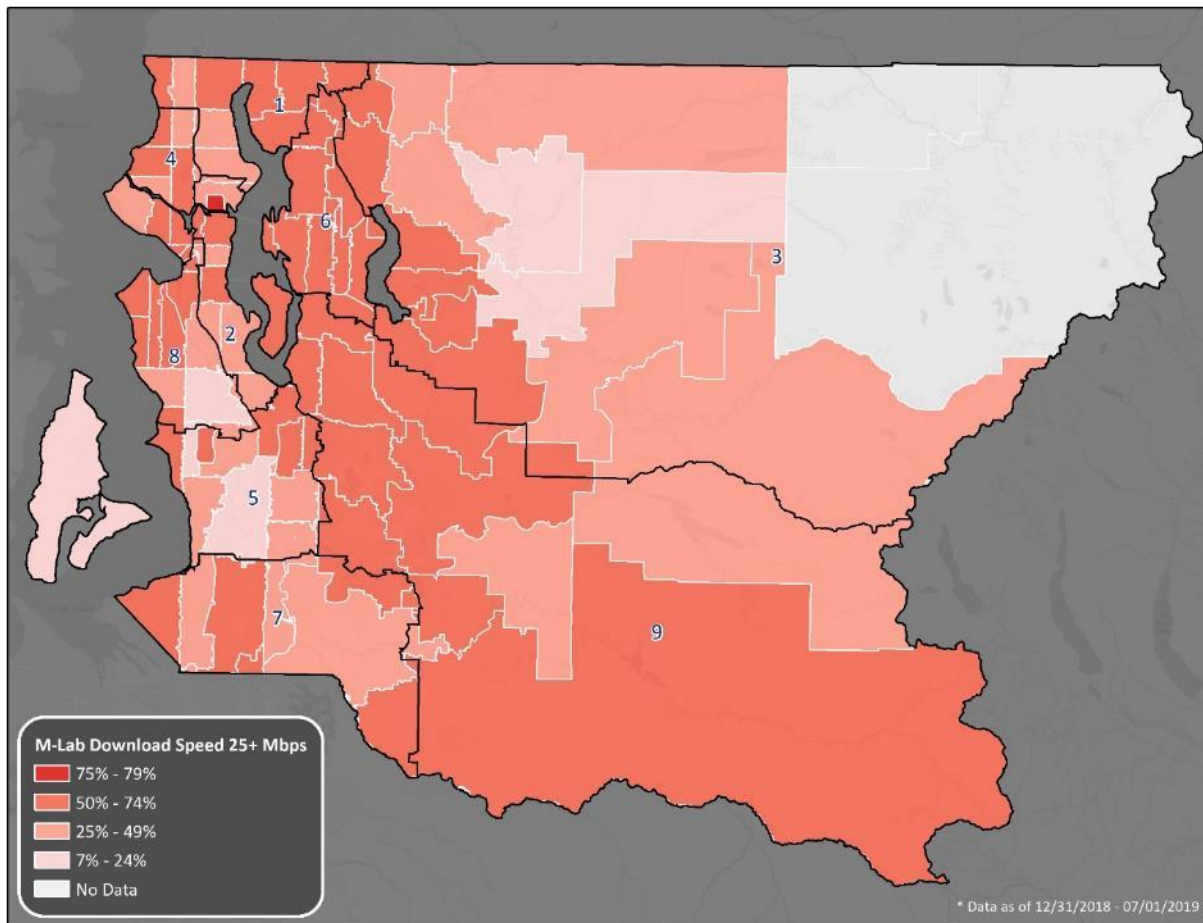 1
4
6
3
2
8
5
7
9
M-Lab Download Speed 25+ Mbps
75% - 79%
50% - 74%
25% - 49%
7% - 24%
No Data
* Data as of 12/31/2018 - 07/01/2019